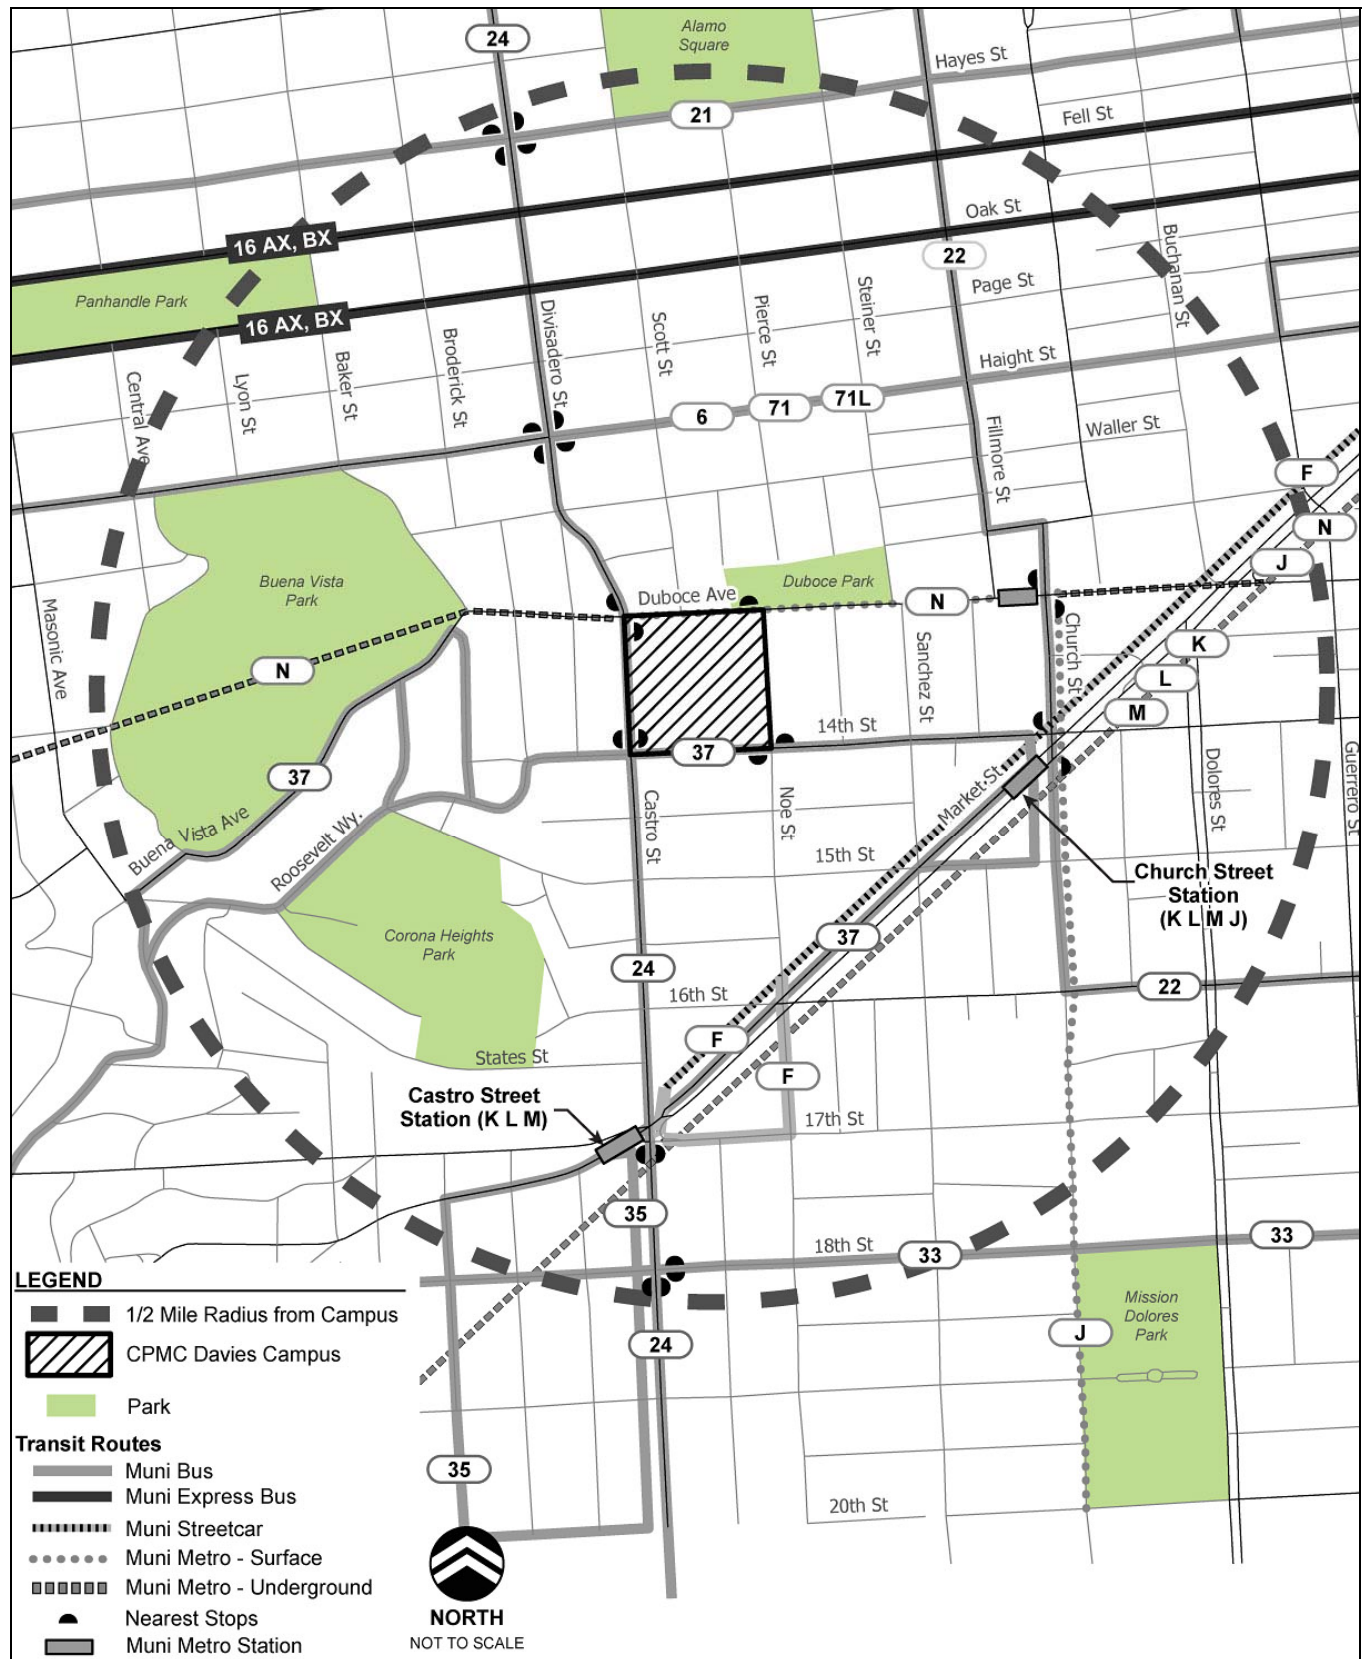 24
Alamo
Square
Hayes St
21
Fell St
16 AX, BX
Oak St
22
Buchanan St
Page St
Panhandle Park
16 AX, BX
Divisadero St
Scott St
Pierce St
Steiner St
Haight St
Central Ave
Lyon St
Baker St
Broderick St
6
71
71L
Waller St
Fillmore St
F
N
J
Buena Vista
Park
Duboce Park
Duboce Ave
N
Masonic Ave
Church St
Sanchez St
K
N
L
M
14th St
37
37
Dolores St
Guerrero St
Castro St
Noe St
Market St
Buena Vista Ave
Roosevelt Wy.
15th St
Church Street
Station
(K L M J)
Corona Heights
Park
37
24
16th St
22
F
States St
F
Castro Street
Station (K L M)
17th St
35
18th St
33
33
Mission
Dolores
Park
J
24
35
20th St
LEGEND
1/2 Mile Radius from Campus
CPMC Davies Campus
Park
Transit Routes
Muni Bus
Muni Express Bus
Muni Streetcar
Muni Metro - Surface
Muni Metro - Underground
Nearest Stops
Muni Metro Station
NORTH
NOT TO SCALE